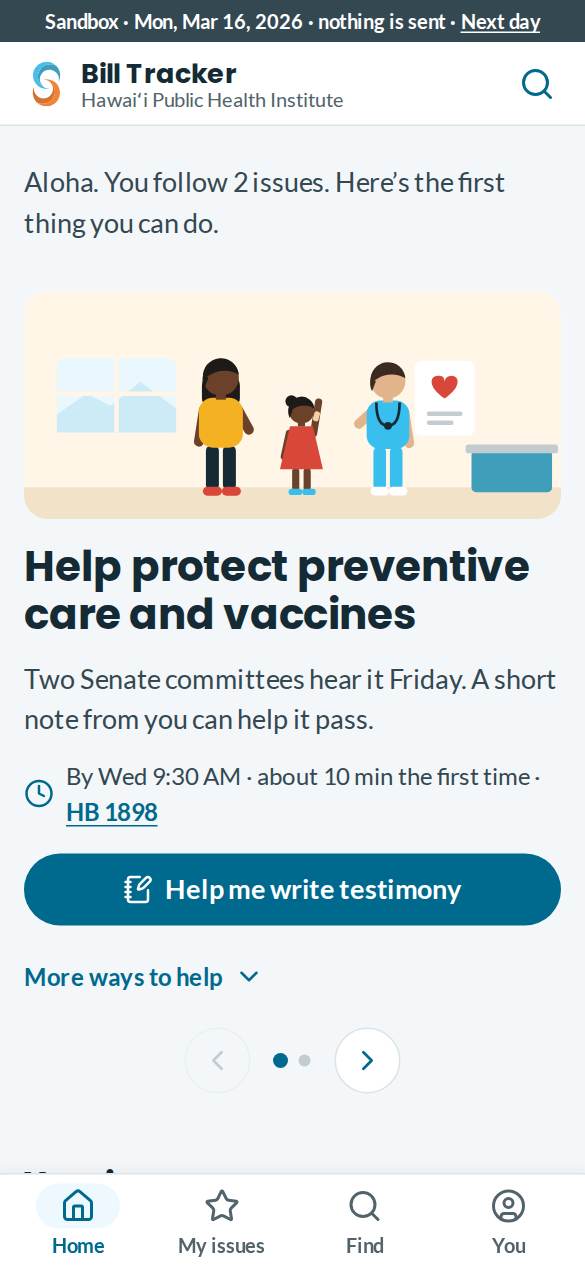 Sandbox · Mon, Mar 16, 2026 · nothing is sent · Next day
Bill Tracker
Hawaiʻi Public Health Institute
Aloha. You follow 2 issues. Here’s the first
thing you can do.
Help protect preventive
care and vaccines
Two Senate committees hear it Friday. A short
note from you can help it pass.
By Wed 9:30 AM · about 10 min the first time ·
HB 1898
Help me write testimony
More ways to help
Home
My issues
Find
You